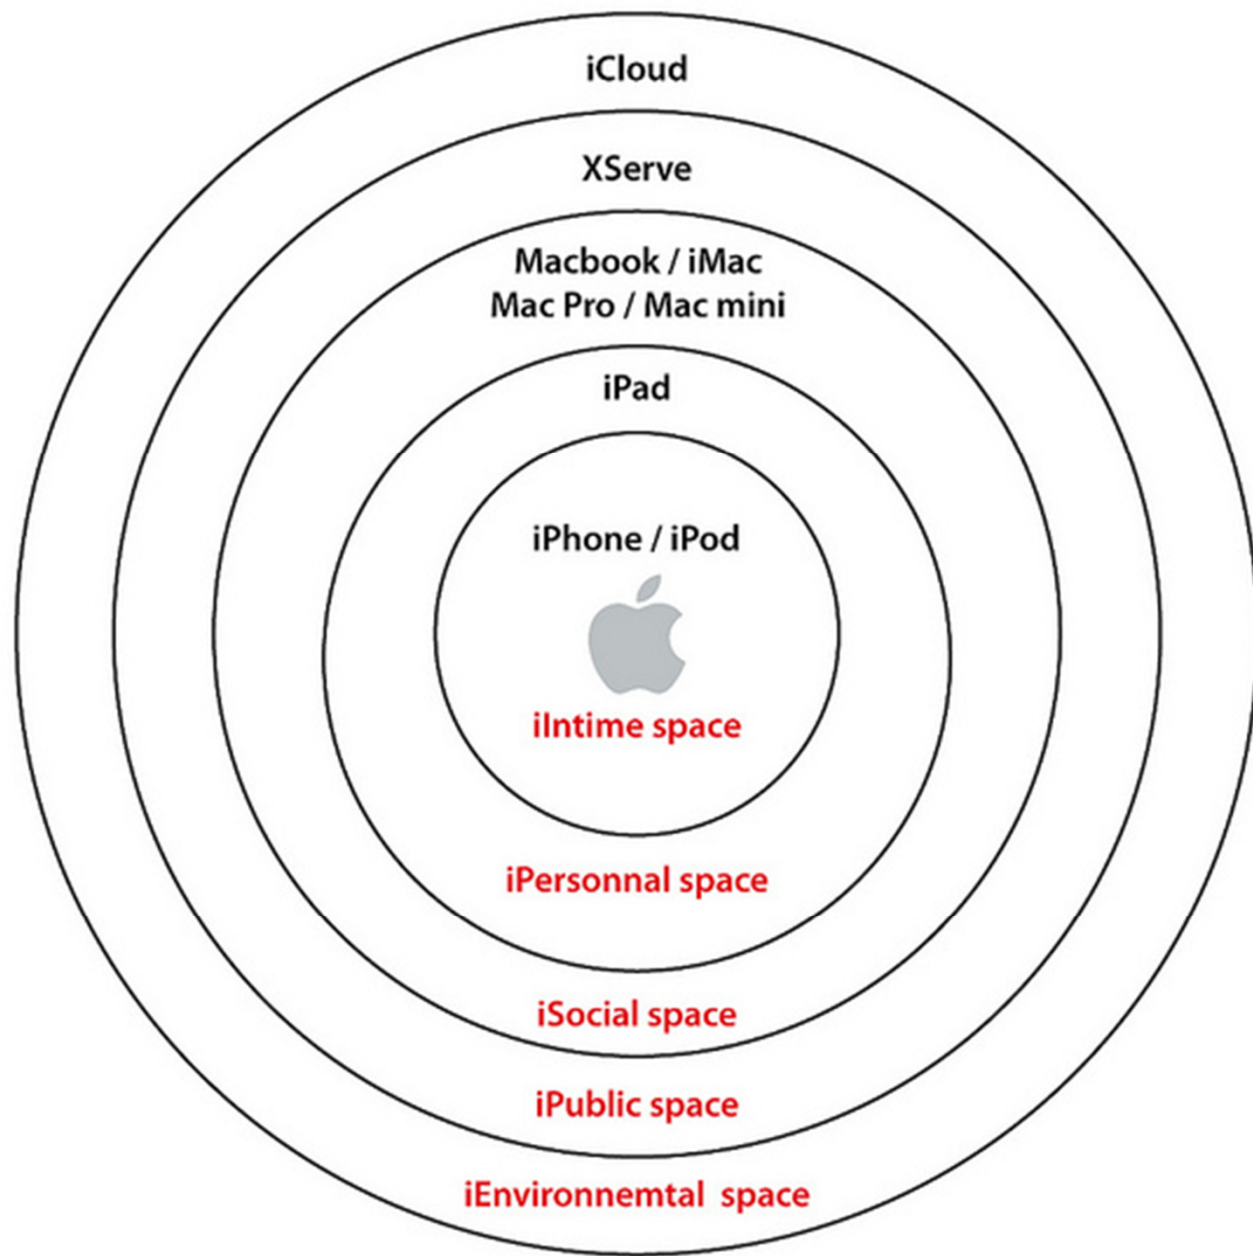 iCloud
XServe
Macbook / iMac
Mac Pro / Mac mini
iPad
iPhone / iPod
iIntime space
iPersonnal space
iSocial space
iPublic space
iEnvironnemtal space